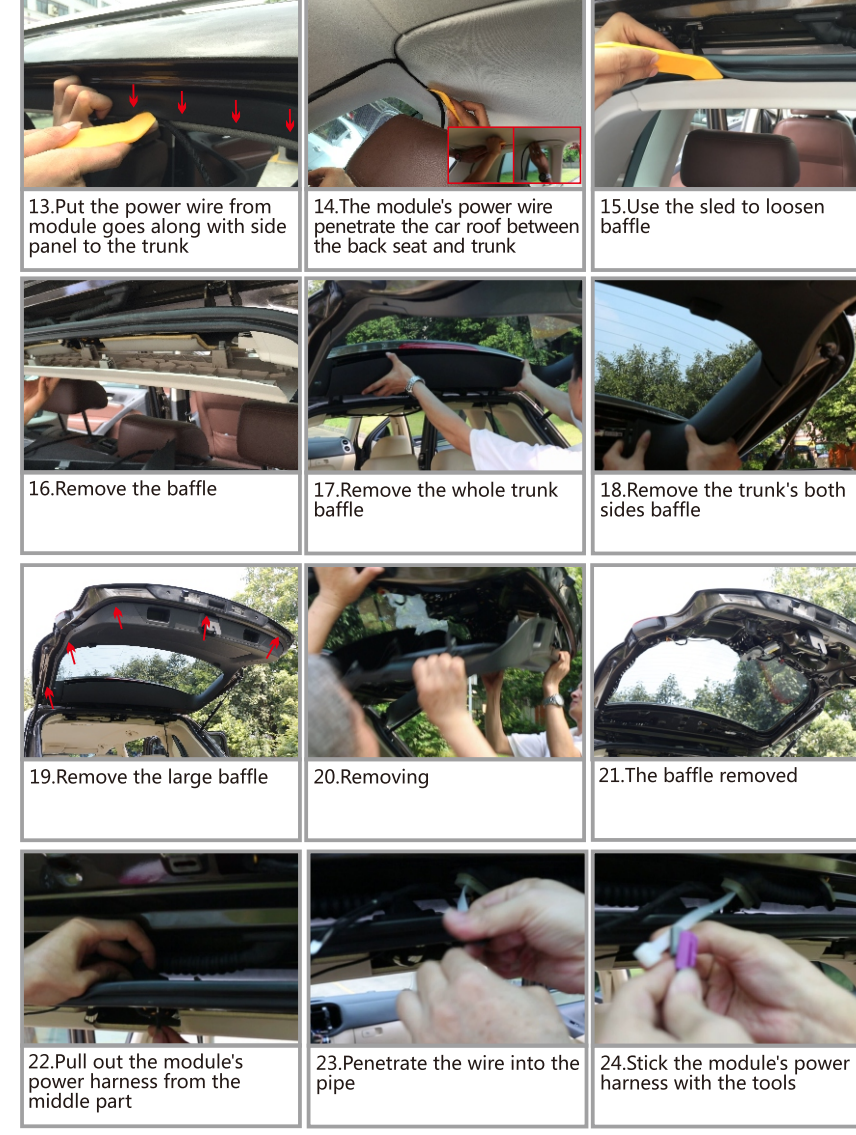 13.Put the power wire from
module goes along with side
panel to the trunk
14.The module's power wire
penetrate the car roof between
the back seat and trunk
15.Use the sled to loosen
baffle
16.Remove the baffle
17.Remove the whole trunk
baffle
18.Remove the trunk's both
sides baffle
19.Remove the large baffle
20.Removing
21.The baffle removed
22.Pull out the module's
power harness from the
middle part
23.Penetrate the wire into the
pipe
24.Stick the module's power
harness with the tools